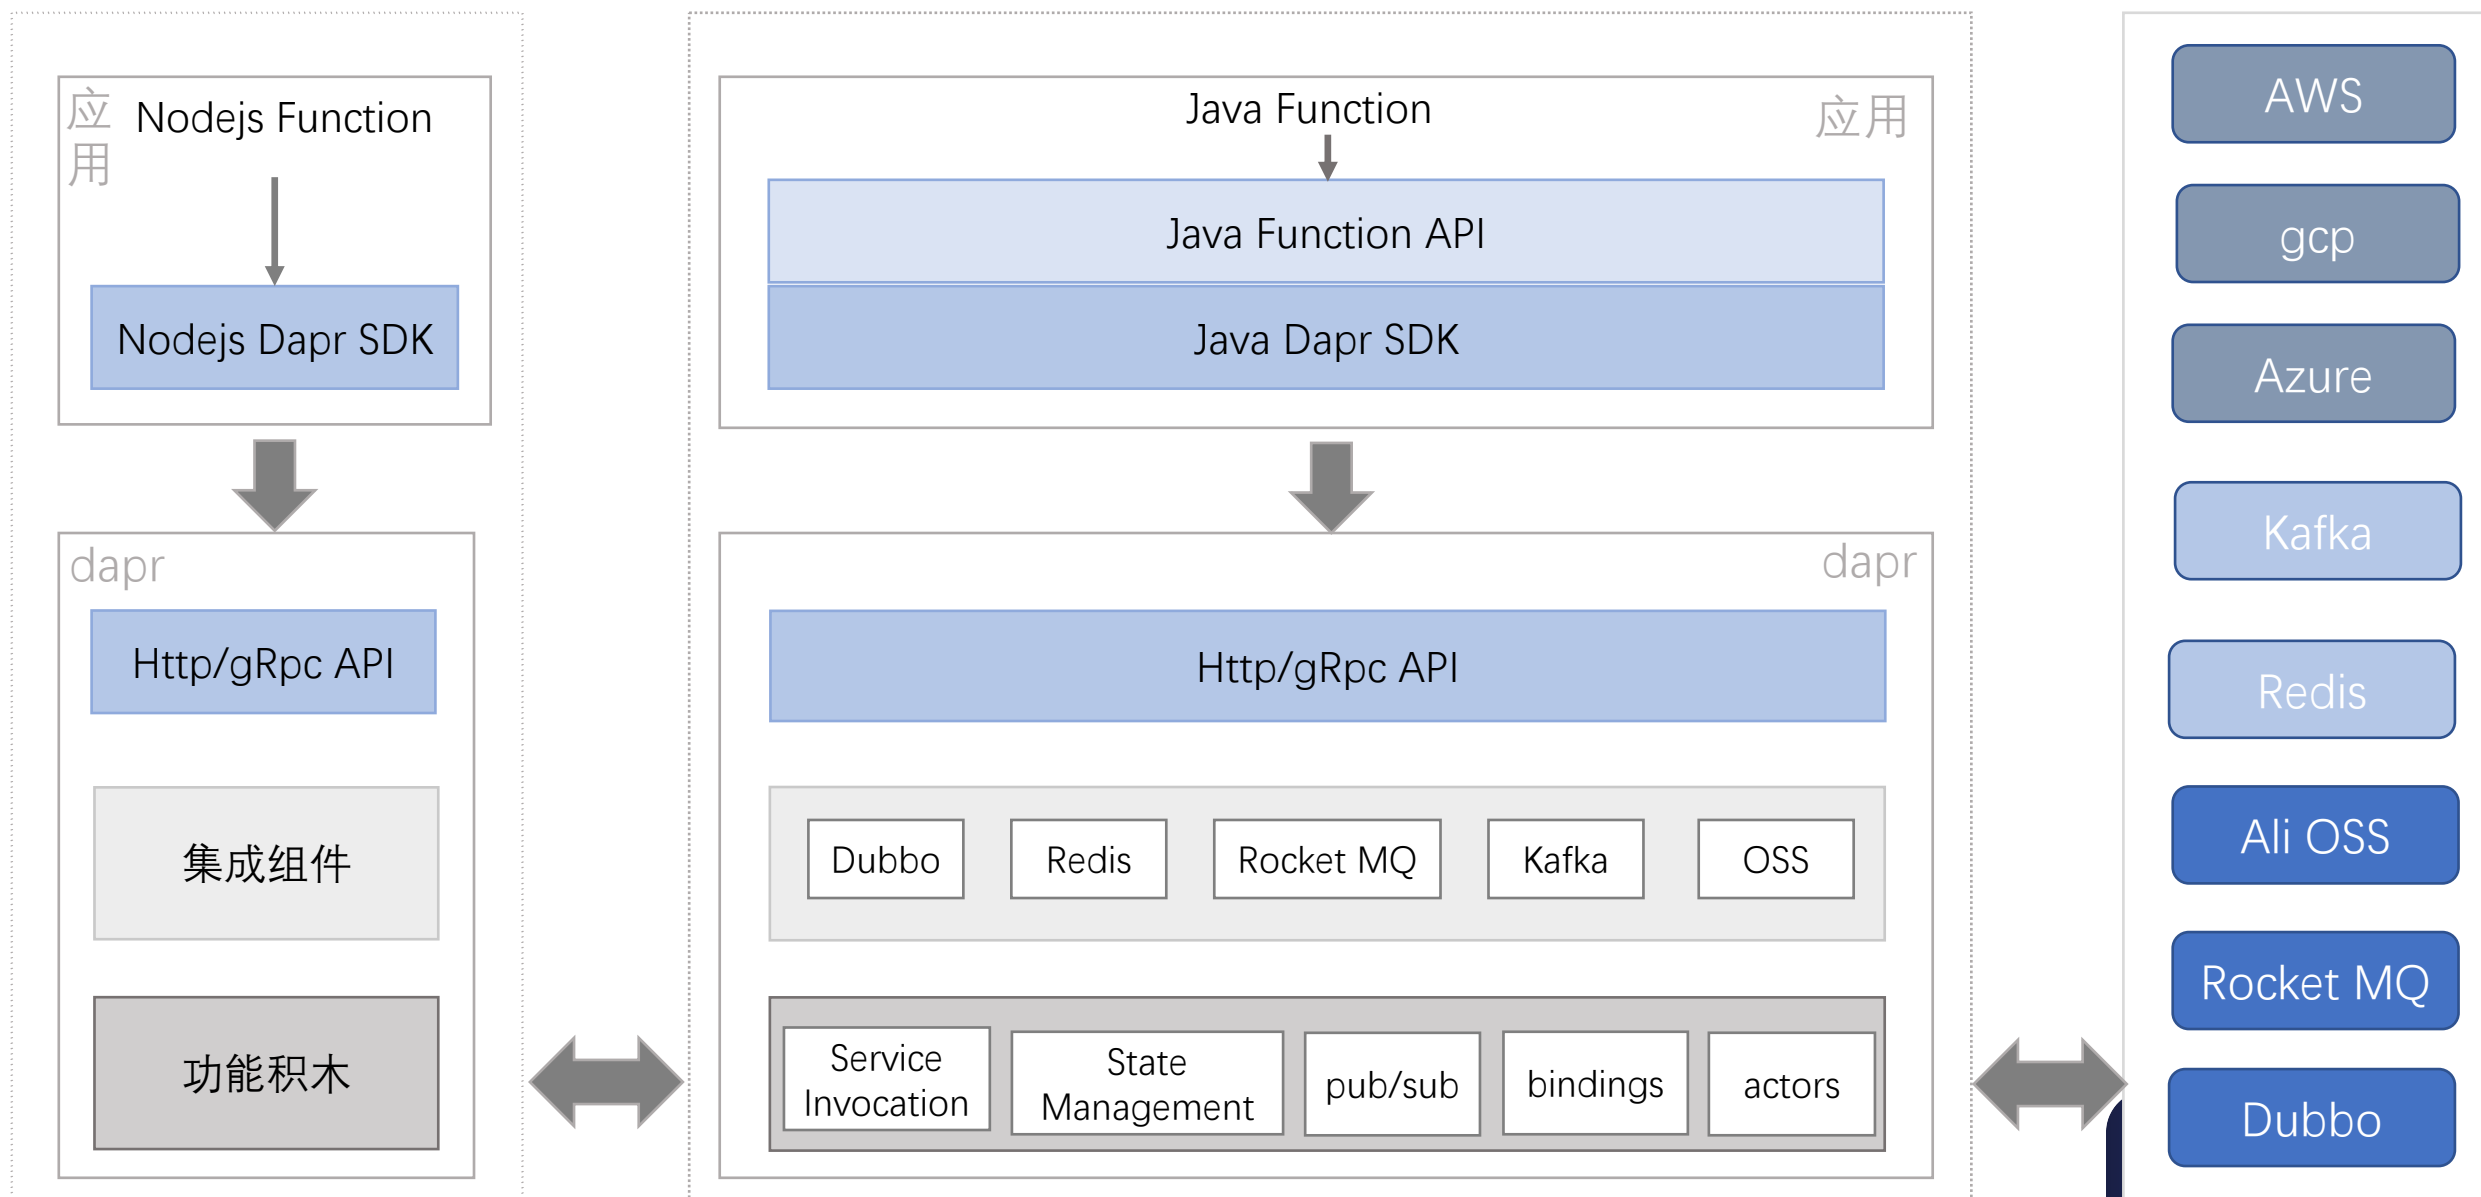 应
用
Nodejs Function
Nodejs Dapr SDK
dapr
Http/gRpc API
集成组件
功能积木
Java Function
应用
Java Function API
Java Dapr SDK
dapr
Http/gRpc API
Dubbo
Redis
Rocket MQ
Kafka
OSS
Service
Invocation
State
Management
pub/sub
bindings
actors
AWS
gcp
Azure
Kafka
Redis
Ali OSS
Rocket MQ
Dubbo